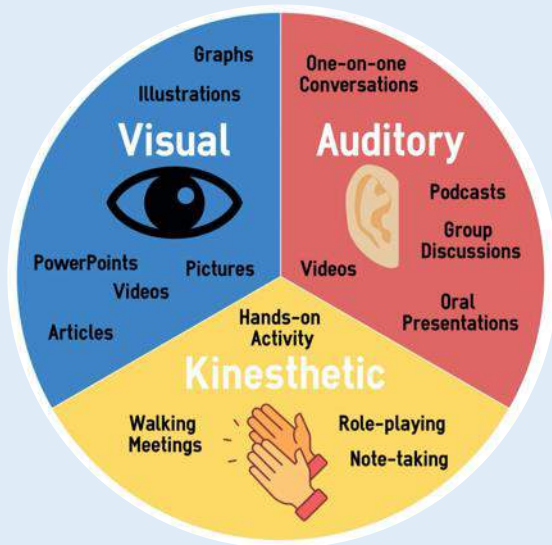 Graphs
Illustrations
Visual
PowerPoints
Pictures
Videos
Articles
One-on-one
Conversations
Auditory
Podcasts
Group
Discussions
Videos
Oral
Presentations
Hands-on
Activity
Kinesthetic
Walking
Meetings
Role-playing
Note-taking